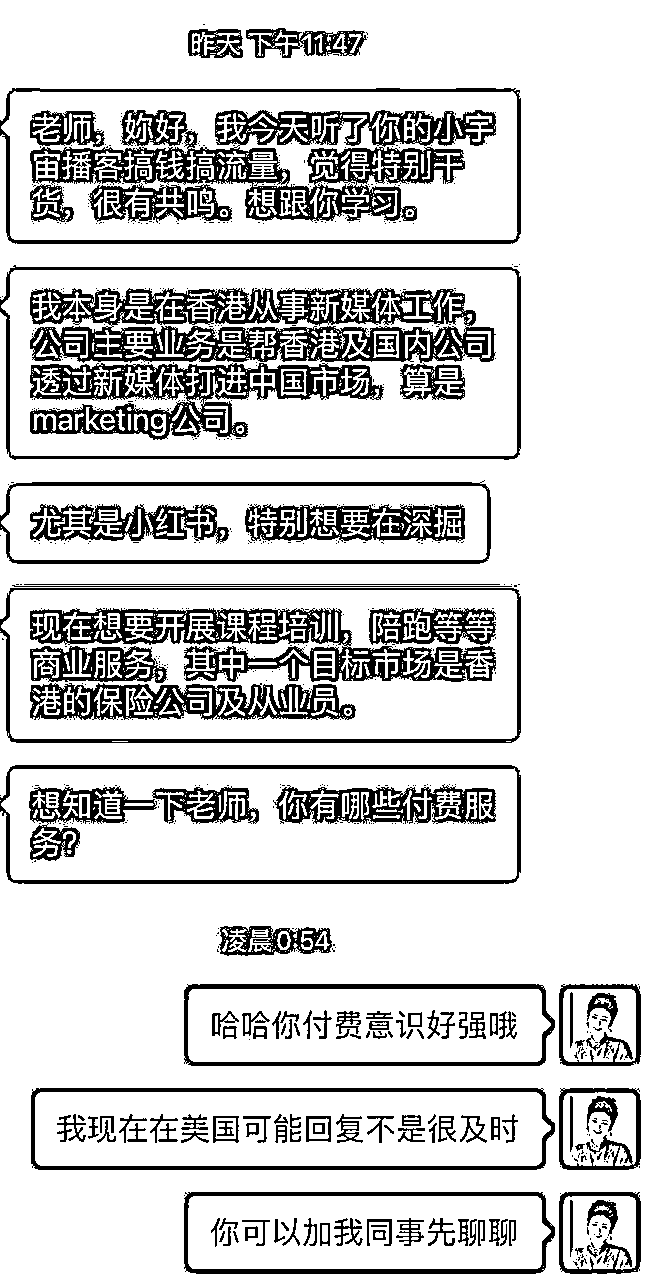 昨天 下午11:47
老师，妳好，我今天听了你的小宇
宙播客搞钱搞流量，觉得特别干
货，很有共鸣。想跟你学习。
我本身是在香港从事新媒体工作，
公司主要业务是帮香港及国内公司
透过新媒体打进中国市场，算是
marketing公司。
尤其是小红书，特别想要在深掘
现在想要开展课程培训，陪跑等等
商业服务，其中一个目标市场是香
港的保险公司及从业员。
想知道一下老师，你有哪些付费服
务？
凌晨0:54
哈哈你付费意识好强哦
我现在在美国可能回复不是很及时
你可以加我同事先聊聊